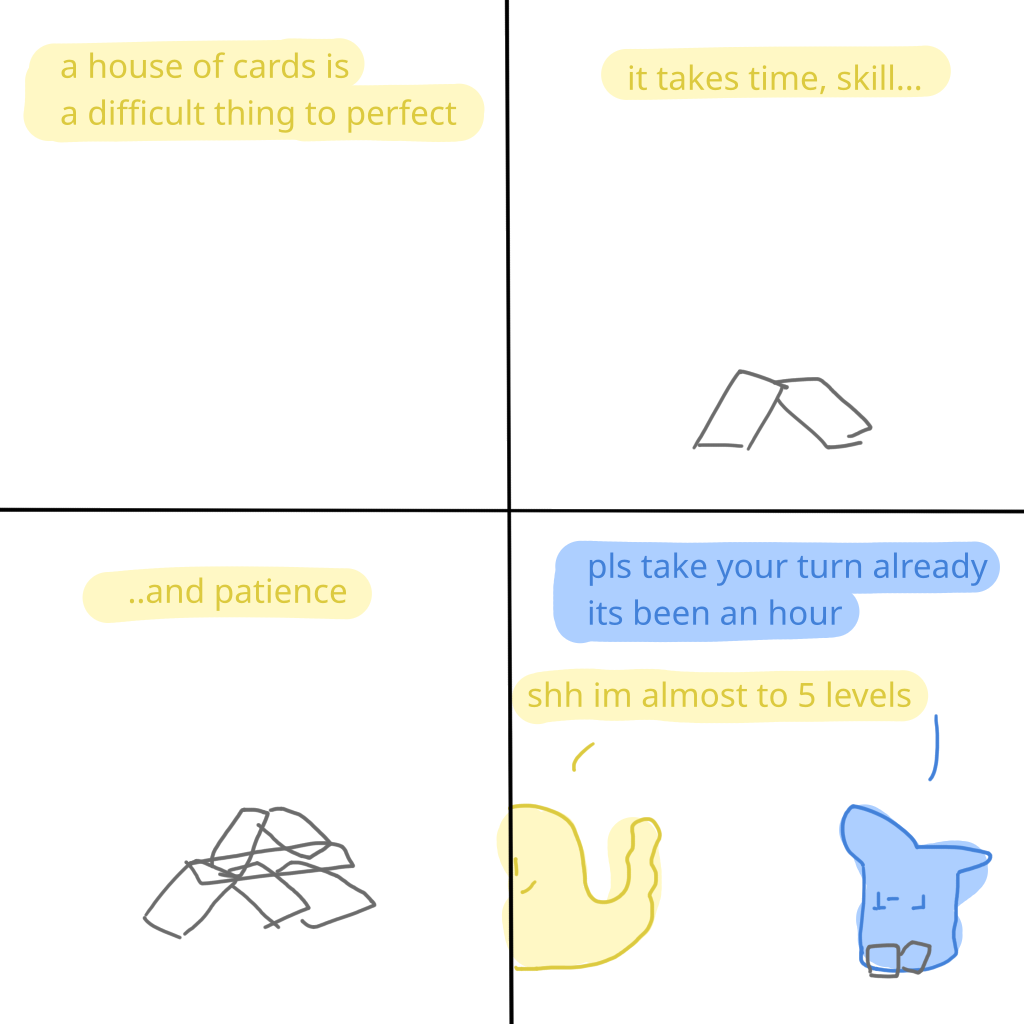 a house of cards is
a difficult thing to perfect
it takes time, skill...
..and patience
pls take your turn already
its been an hour
shh im almost to 5 levels